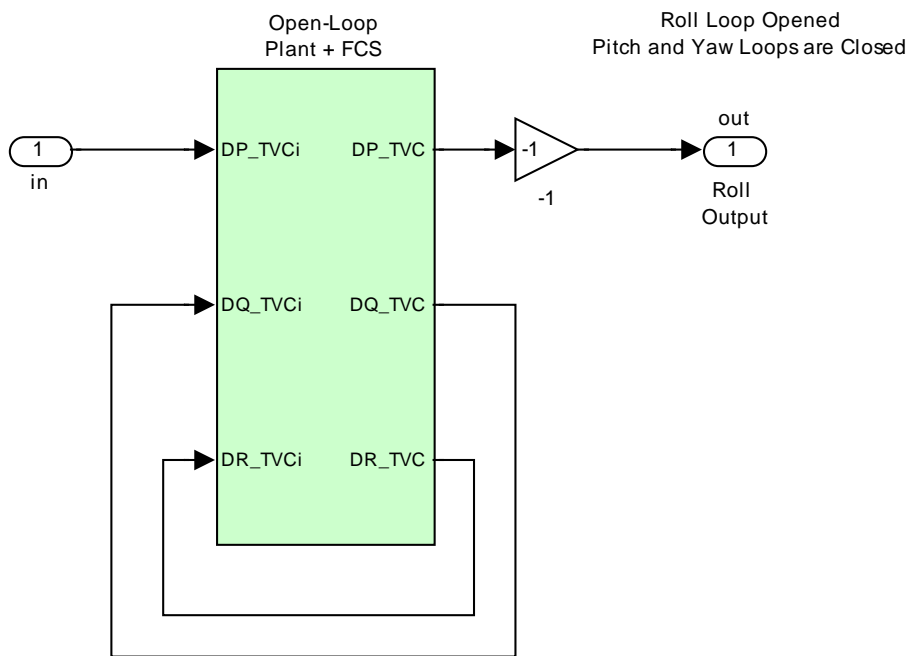 Open-Loop
Plant + FCS
Roll Loop Opened
Pitch and Yaw Loops are Closed
1
in
DP_TVCi
DP_TVC
-1
-1
out
1
Roll
Output
DQ_TVCi
DQ_TVC
DR_TVCi
DR_TVC